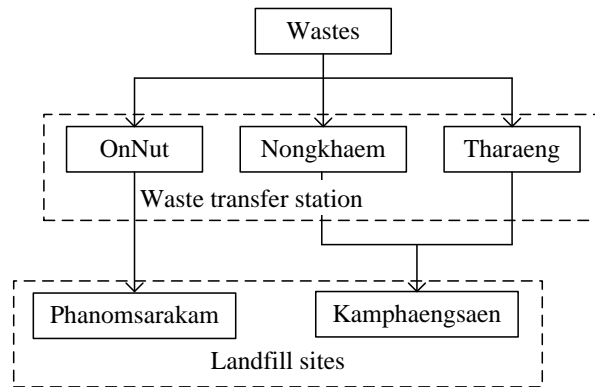 Wastes
OnNut
Nongkhaem
Tharaeng
Waste transfer station
Phanomsarakam
Kamphaengsaen
Landfill sites